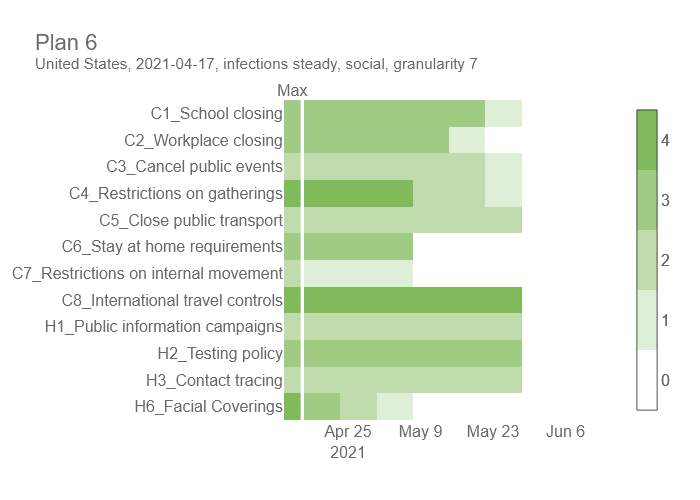 Plan 6
United States, 2021-04-17, infections steady, social, granularity 7
Max
C1_School closing
C2_Workplace closing
C3_Cancel public events
C4_Restrictions on gatherings
C5_Close public transport
C6_Stay at home requirements
C7_Restrictions on internal movement
C8_International travel controls
H1_Public information campaigns
H2_Testing policy
H3_Contact tracing
H6_Facial Coverings
Apr 25 May 9 May 23 Jun 6
2021
4
3
2
1
0